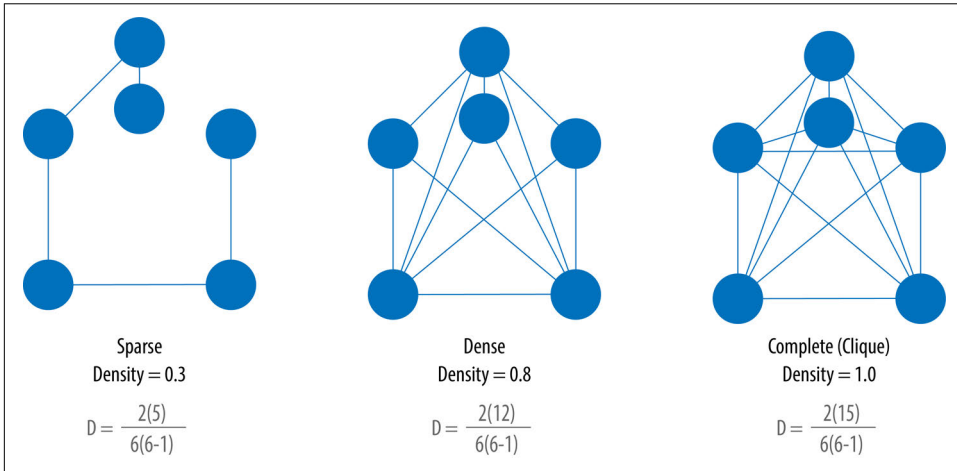 Sparse
Density = 0.3
D = 2(5) / 6(6-1)
Dense
Density = 0.8
D = 2(12) / 6(6-1)
Complete (Clique)
Density = 1.0
D = 2(15) / 6(6-1)